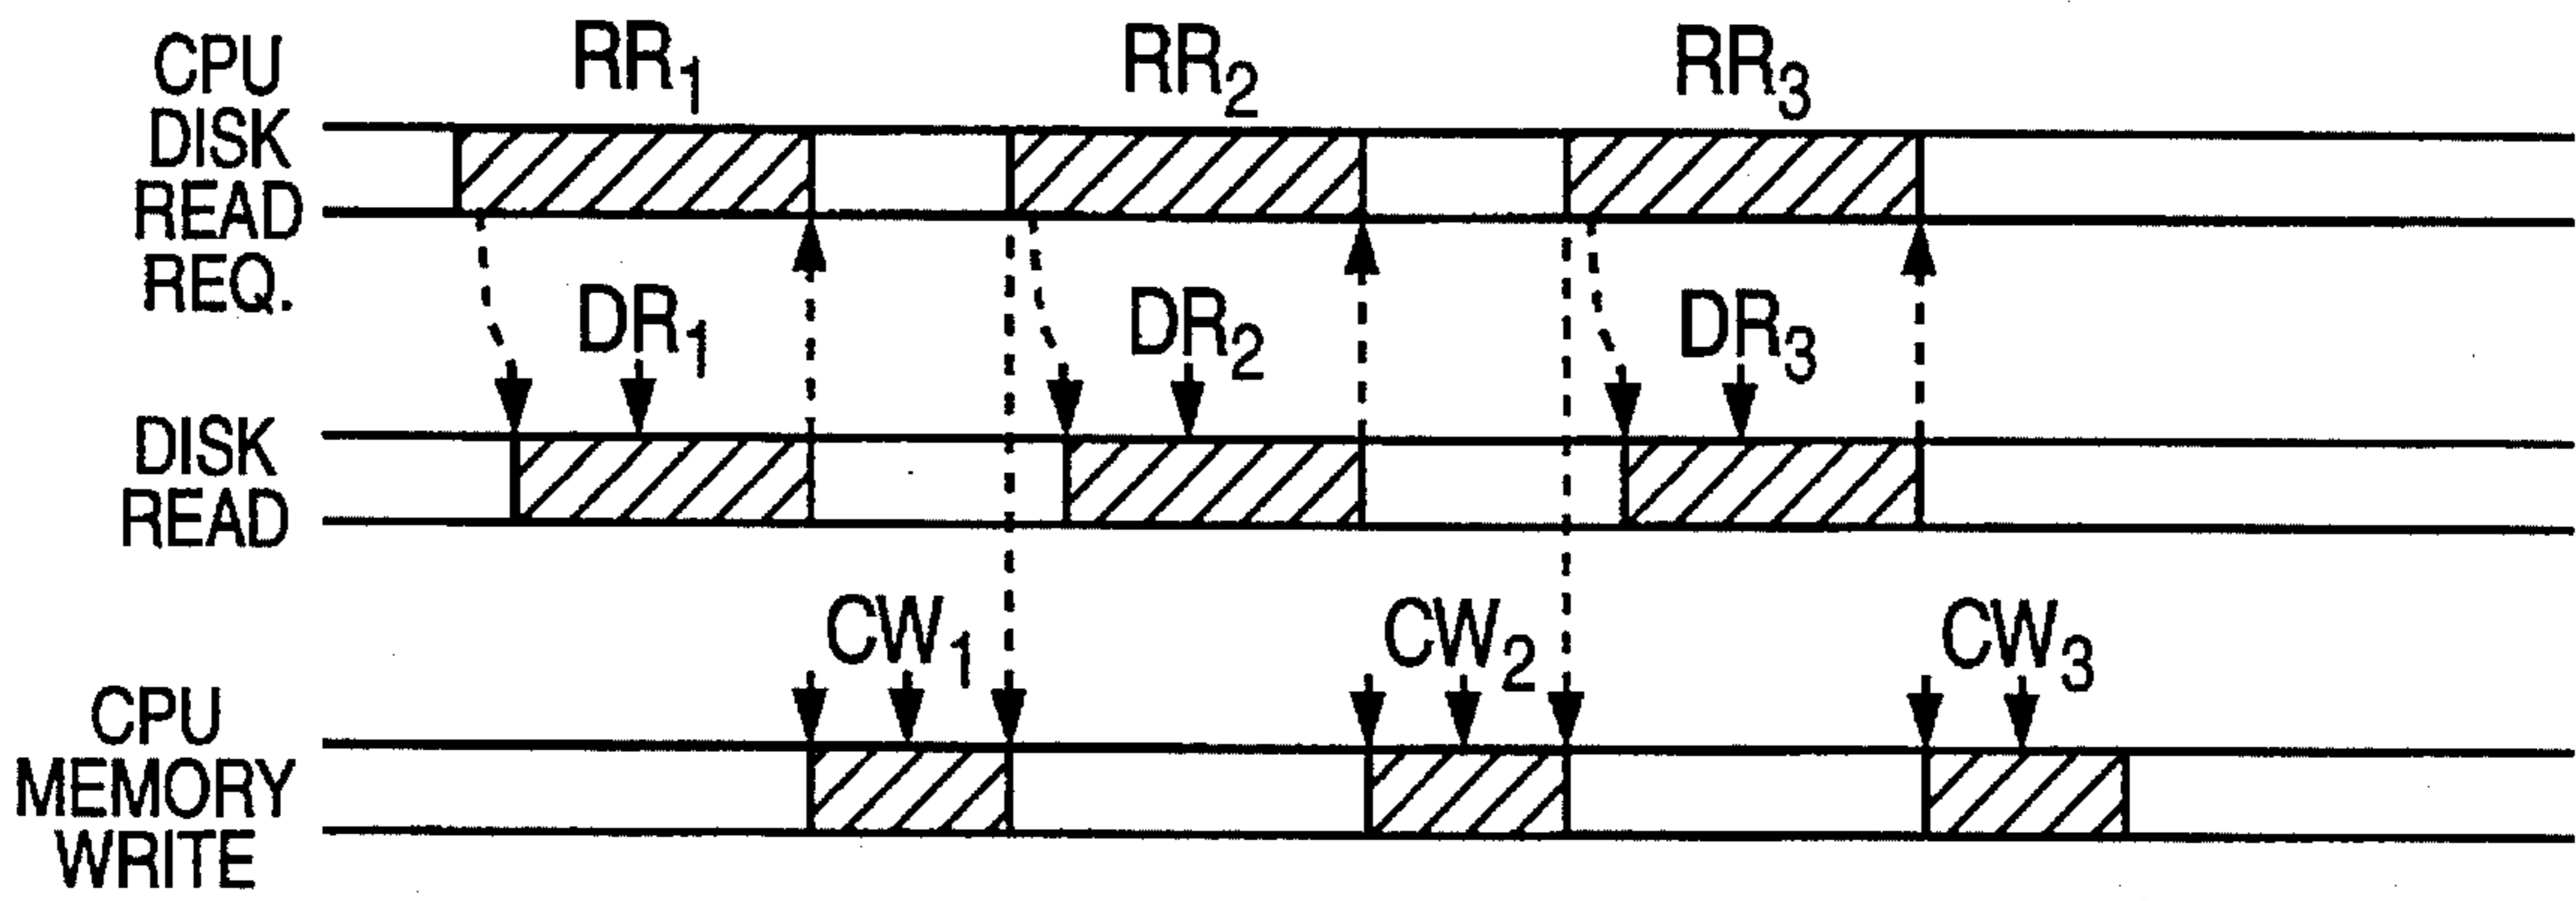 CPU
DISK
READ
REQ.
RR₁ RR₂ RR₃
DR₁ DR₂ DR₃
DISK
READ
CW₁ CW₂ CW₃
CPU
MEMORY
WRITE